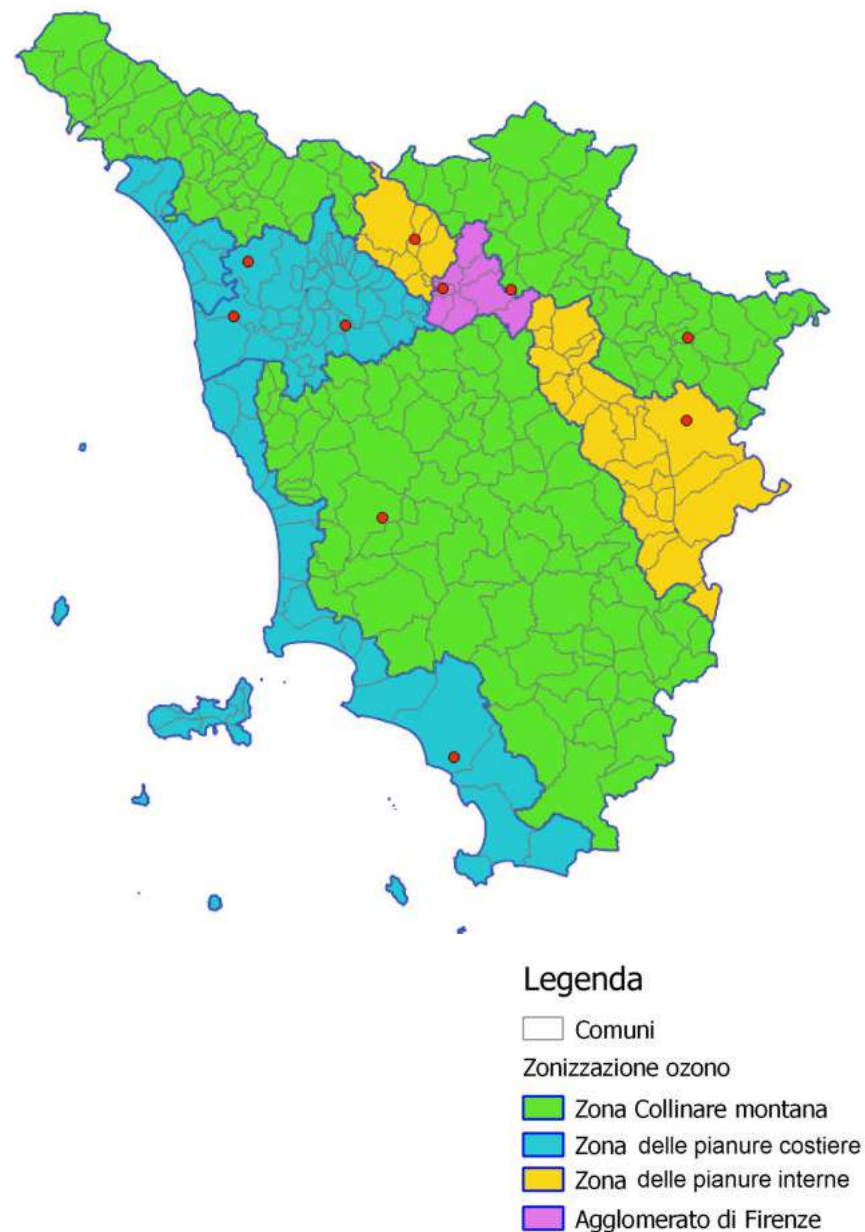 Legenda
Comuni
Zonizzazione ozono
Zona Collinare montana
Zona delle pianure costiere
Zona delle pianure interne
Agglomerato di Firenze